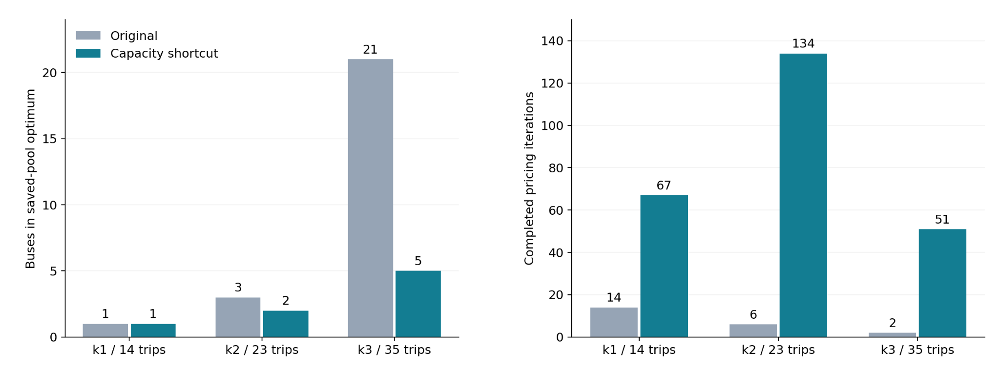 Original
Capacity shortcut
Buses in saved-pool optimum
20
15
10
5
0
1
1
3
2
21
5
k1 / 14 trips
k2 / 23 trips
k3 / 35 trips
Completed pricing iterations
140
120
100
80
60
40
20
0
14
67
6
134
2
51
k1 / 14 trips
k2 / 23 trips
k3 / 35 trips